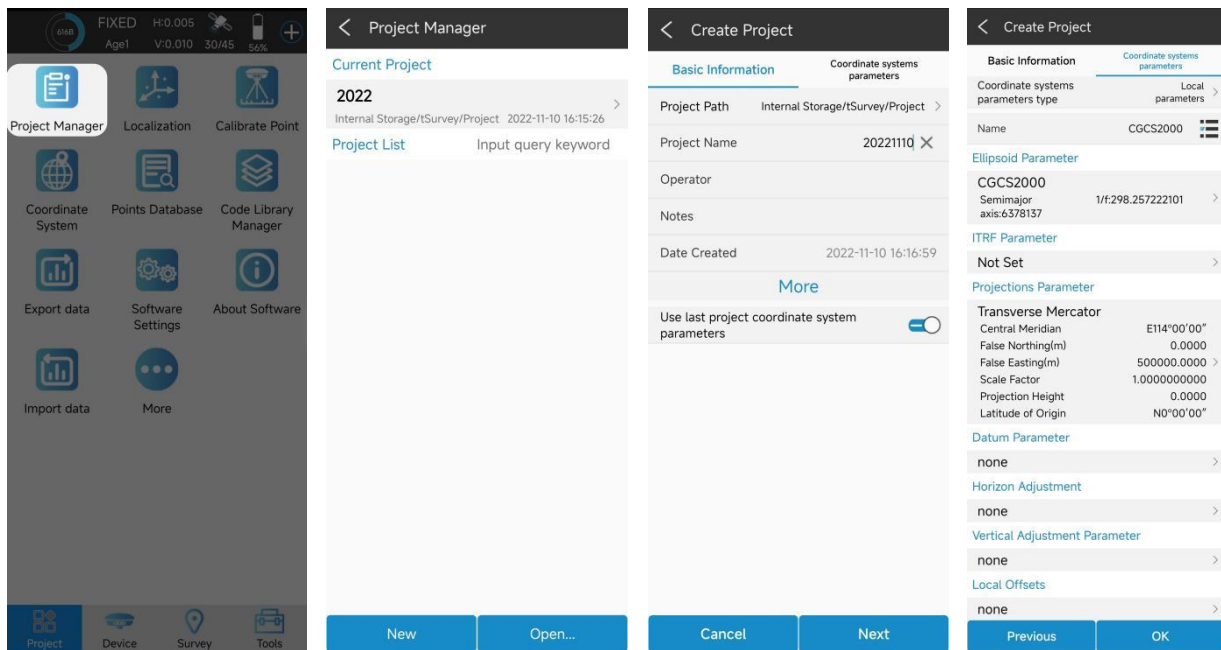 616B
FIXED H:0.005
Age1 V:0.010 30/45 56%
Project Manager
Localization
Calibrate Point
Coordinate
System
Points Database
Code Library
Manager
Export data
Software
Settings
About Software
Import data
More
Project
Device
Survey
Tools
Project Manager
Current Project
2022
Internal Storage/tSurvey/Project 2022-11-10 16:15:26
Project List Input query keyword
New Open...
Create Project
Basic Information
Coordinate systems
parameters
Project Path Internal Storage/tSurvey/Project
Project Name 20221110
Operator
Notes
Date Created 2022-11-10 16:16:59
More
Use last project coordinate system
parameters
Cancel Next
Create Project
Basic Information
Coordinate systems
parameters
Coordinate systems
parameters type
Local
parameters
Name CGCS2000
Ellipsoid Parameter
CGCS2000
Semimajor
axis:6378137
1/f:298.257222101
ITRF Parameter
Not Set
Projections Parameter
Transverse Mercator
Central Meridian E114°00'00"
False Northing(m) 0.0000
False Easting(m) 500000.0000
Scale Factor 1.0000000000
Projection Height 0.0000
Latitude of Origin N0°00'00"
Datum Parameter
none
Horizon Adjustment
none
Vertical Adjustment Parameter
none
Local Offsets
none
Previous OK